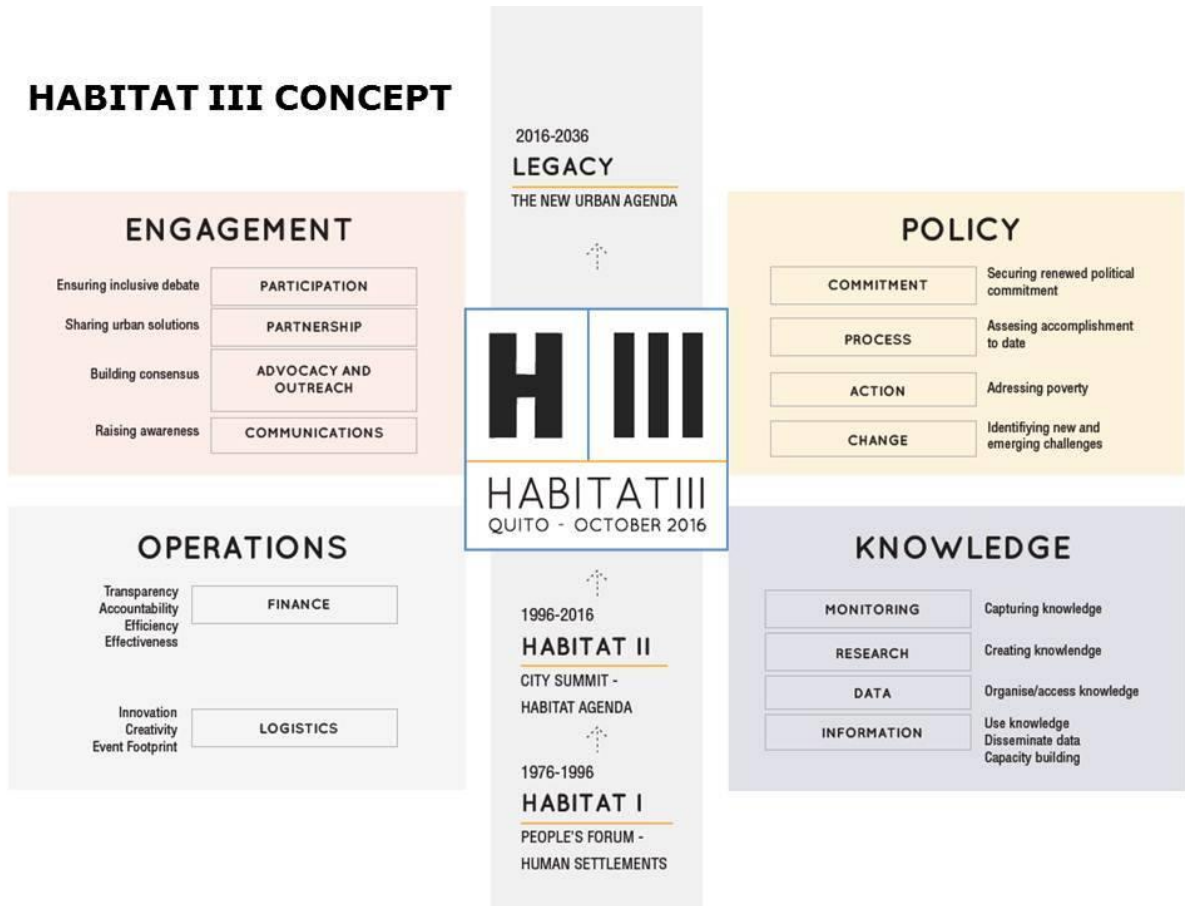 HABITAT III CONCEPT
2016-2036
LEGACY
THE NEW URBAN AGENDA
ENGAGEMENT
Ensuring inclusive debate
PARTICIPATION
Sharing urban solutions
PARTNERSHIP
Building consensus
ADVOCACY AND
OUTREACH
Raising awareness
COMMUNICATIONS
POLICY
COMMITMENT
Securing renewed political
commitment
PROCESS
Assesing accomplishment
to date
ACTION
Adressing poverty
CHANGE
Identifiying new and
emerging challenges
H III
HABITAT III
QUITO - OCTOBER 2016
OPERATIONS
Transparency
Accountability
Efficiency
Effectiveness
FINANCE
Innovation
Creativity
Event Footprint
LOGISTICS
1996-2016
HABITAT II
CITY SUMMIT -
HABITAT AGENDA
1976-1996
HABITAT I
PEOPLE'S FORUM -
HUMAN SETTLEMENTS
KNOWLEDGE
MONITORING
Capturing knowledge
RESEARCH
Creating knowlendge
DATA
Organise/access knowledge
INFORMATION
Use knowledge
Disseminate data
Capacity building